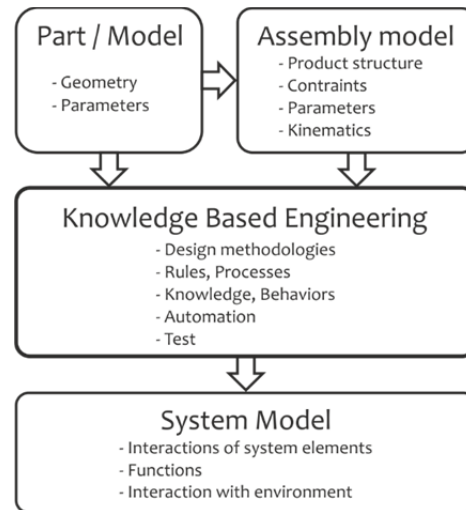 Part / Model
- Geometry
- Parameters
Assembly model
- Product structure
- Contraints
- Parameters
- Kinematics
Knowledge Based Engineering
- Design methodologies
- Rules, Processes
- Knowledge, Behaviors
- Automation
- Test
System Model
- Interactions of system elements
- Functions
- Interaction with environment